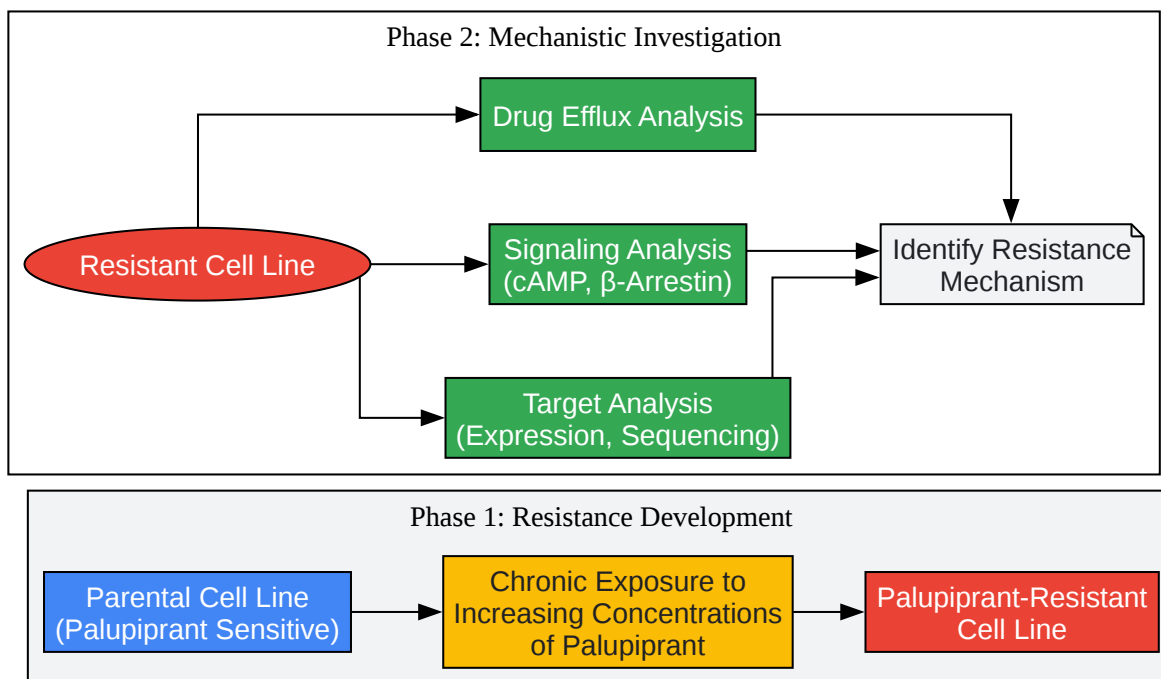 Phase 2: Mechanistic Investigation
Drug Efflux Analysis
Resistant Cell Line
Signaling Analysis
(cAMP, β-Arrestin)
Identify Resistance
Mechanism
Target Analysis
(Expression, Sequencing)
Phase 1: Resistance Development
Parental Cell Line
(Palupiprant Sensitive)
Chronic Exposure to
Increasing Concentrations
of Palupiprant
Palupiprant-Resistant
Cell Line